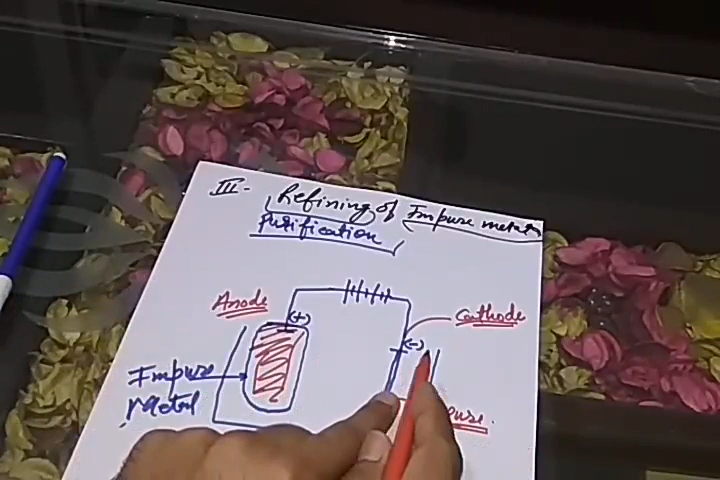 III- Refining of Impure metals
Purification
Anode (+)
Cathode
(-)
Impure
Metal